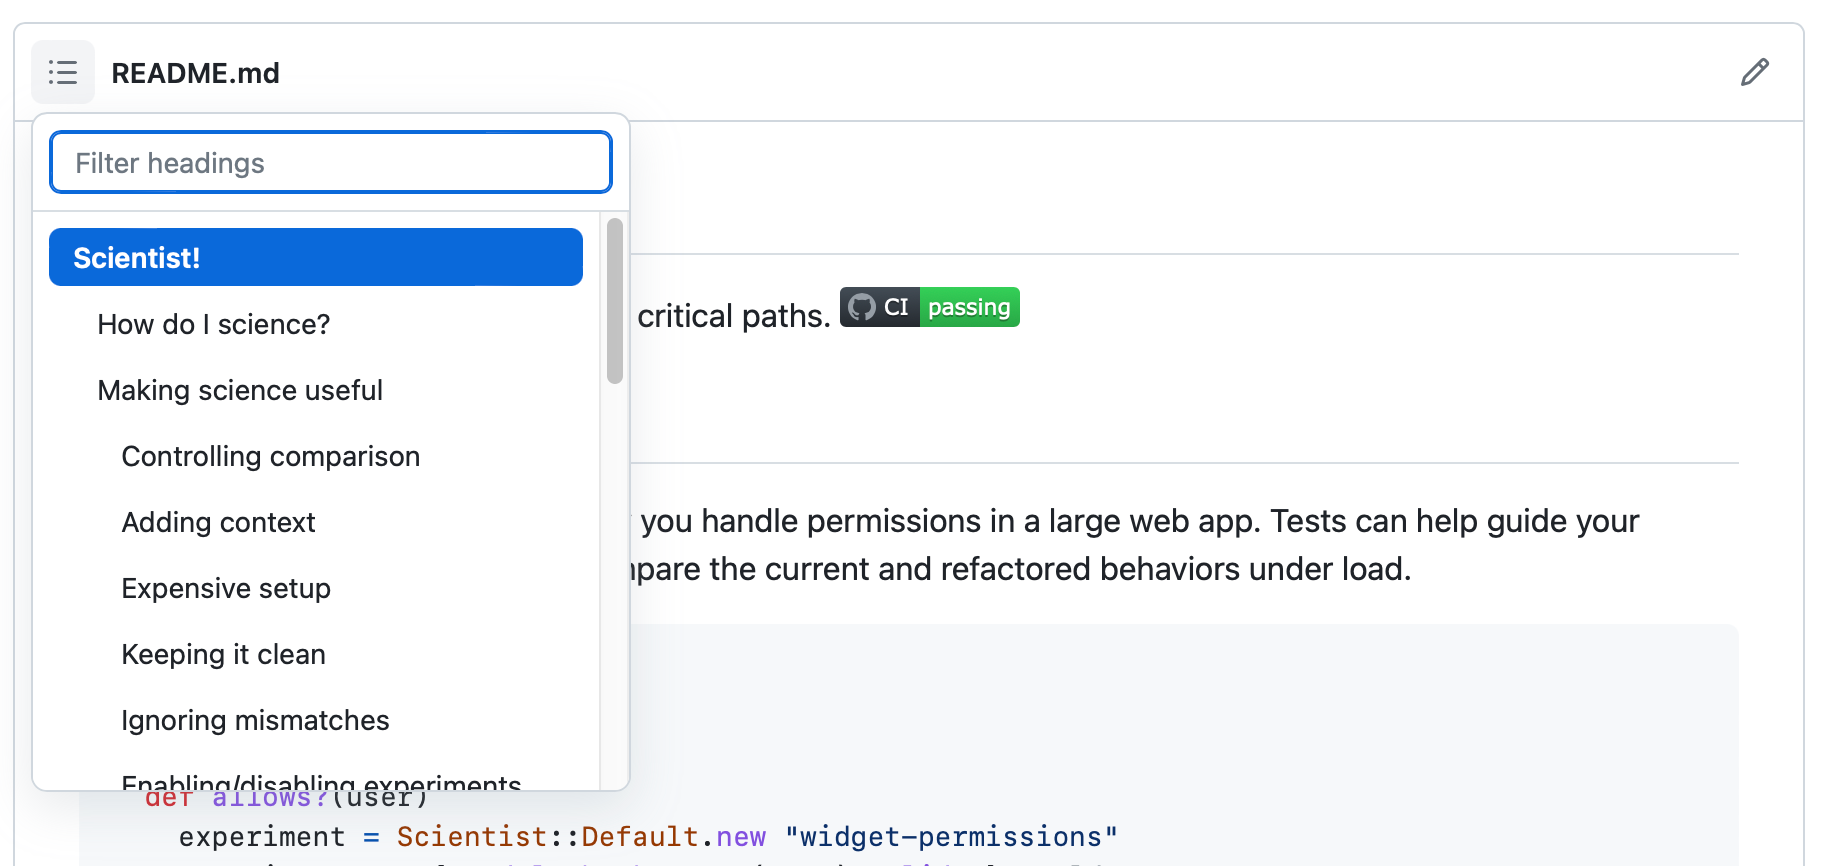 README.md
Filter headings
Scientist!
How do I science?
Making science useful
Controlling comparison
Adding context
Expensive setup
Keeping it clean
Ignoring mismatches
Enabling/disabling experiments
critical paths. CI passing
you handle permissions in a large web app. Tests can help guide your
the current and refactored behaviors under load.
def allows?(user)
experiment = Scientist::Default.new "widget-permissions"